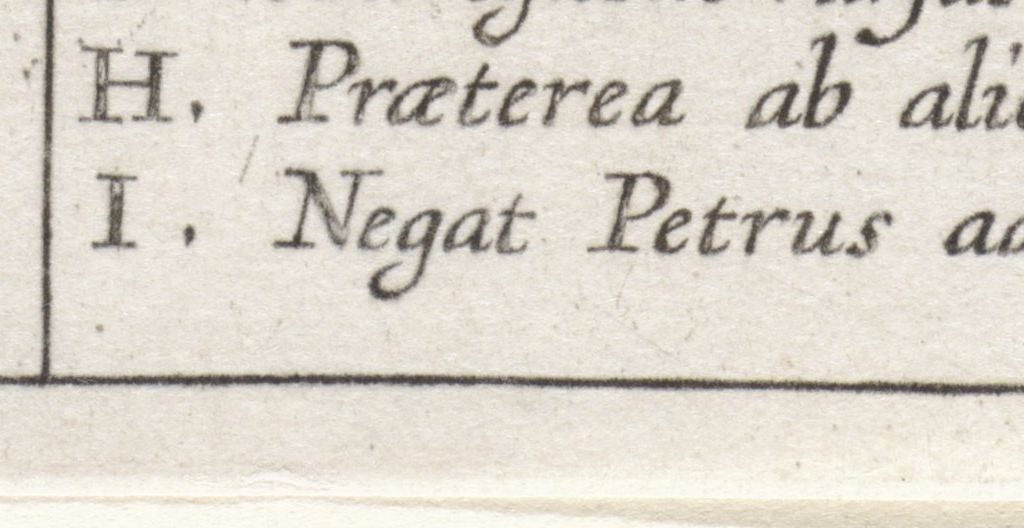 H. Præterea ab
I. Negat Petrus